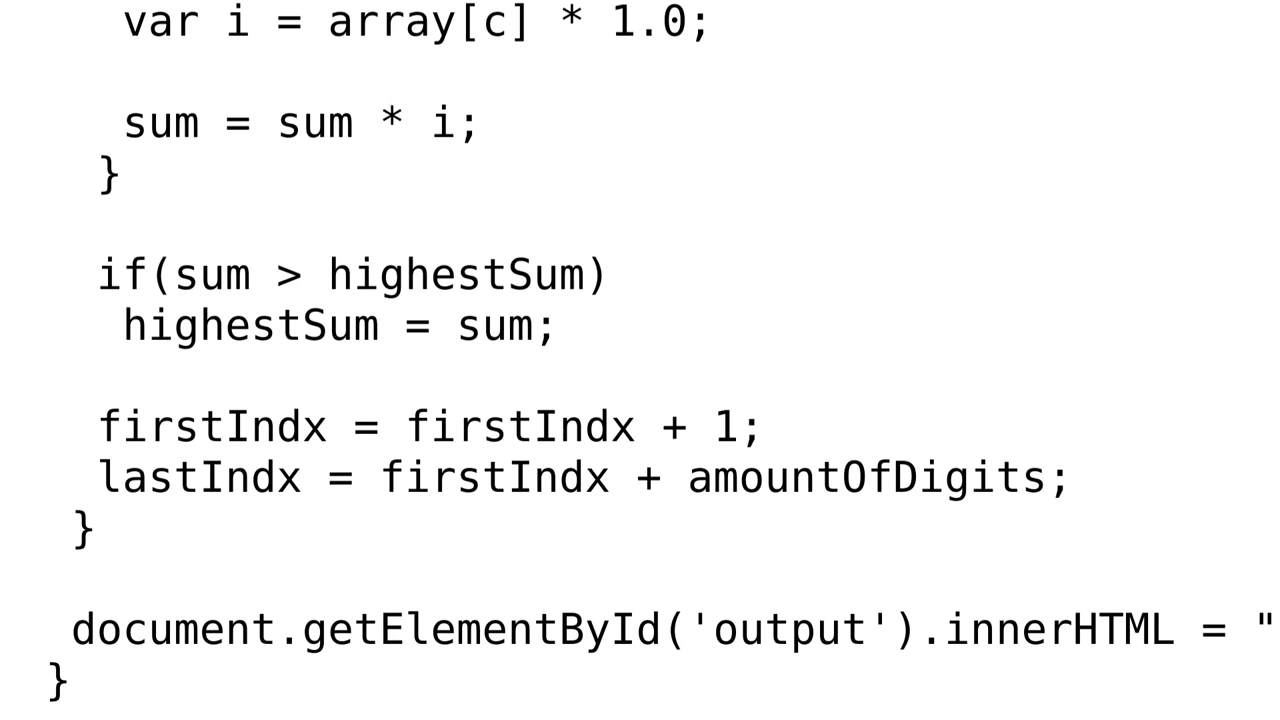 var i = array[c] * 1.0;
sum = sum * i;
}
if(sum > highestSum)
highestSum = sum;
firstIndx = firstIndx + 1;
lastIndx = firstIndx + amountOfDigits;
}
document.getElementById('output').innerHTML = "
}